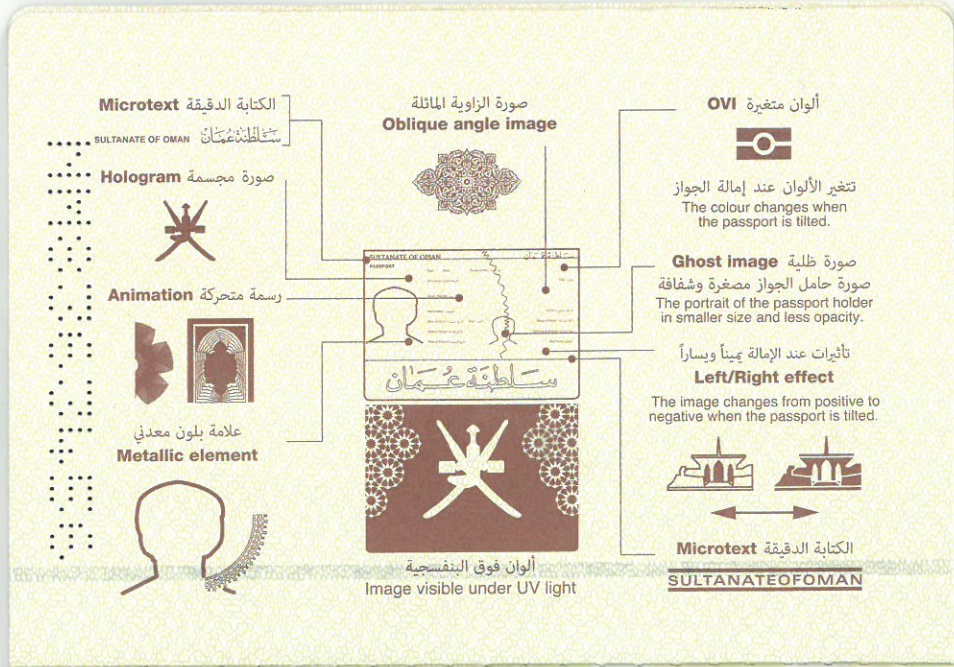 Microtext الكتابة الدقيقة
SULTANATE OF OMAN سلطنة عمان
Hologram صورة مجسمة
Animation رسمة متحركة
علامة بلون معدني
Metallic element
صورة الزاوية المائلة
Oblique angle image
SULTANATE OF OMAN سلطنة عمان
PASSPORT
سلطنة عمان
ألوان فوق البنفسجية
Image visible under UV light
OVI ألوان متغيرة
تتغير الألوان عند إمالة الجواز
The colour changes when
the passport is tilted.
Ghost image صورة ظلية
صورة حامل الجواز مصغرة وشفافة
The portrait of the passport holder
in smaller size and less opacity.
تأثيرات عند الإمالة يميناً ويساراً
Left/Right effect
The image changes from positive to
negative when the passport is tilted.
Microtext الكتابة الدقيقة
SULTANATEOFOMAN